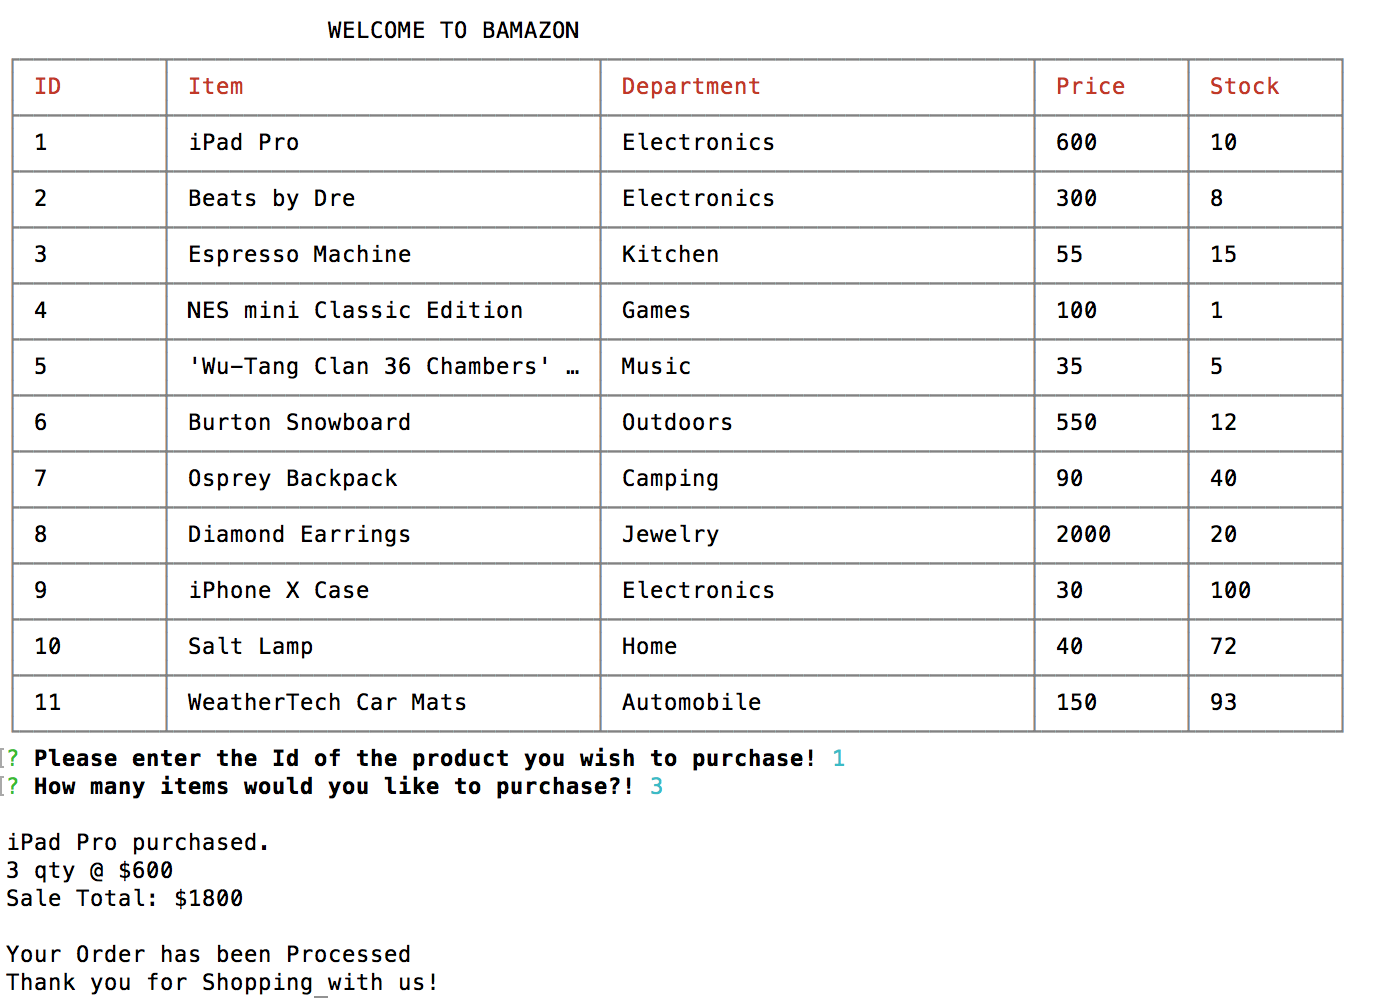 WELCOME TO BAMAZON
ID Item Department Price Stock
1 iPad Pro Electronics 600 10
2 Beats by Dre Electronics 300 8
3 Espresso Machine Kitchen 55 15
4 NES mini Classic Edition Games 100 1
5 'Wu-Tang Clan 36 Chambers' … Music 35 5
6 Burton Snowboard Outdoors 550 12
7 Osprey Backpack Camping 90 40
8 Diamond Earrings Jewelry 2000 20
9 iPhone X Case Electronics 30 100
10 Salt Lamp Home 40 72
11 WeatherTech Car Mats Automobile 150 93
[? Please enter the Id of the product you wish to purchase! 1
[? How many items would you like to purchase?! 3
iPad Pro purchased.
3 qty @ $600
Sale Total: $1800
Your Order has been Processed
Thank you for Shopping with us!